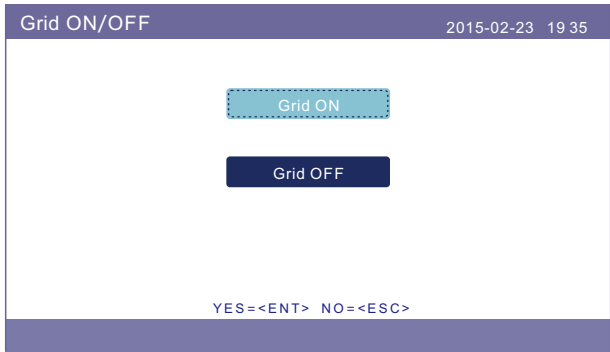 Grid ON/OFF 2015-02-23 19 35
Grid ON
Grid OFF
YES=<ENT> NO=<ESC>